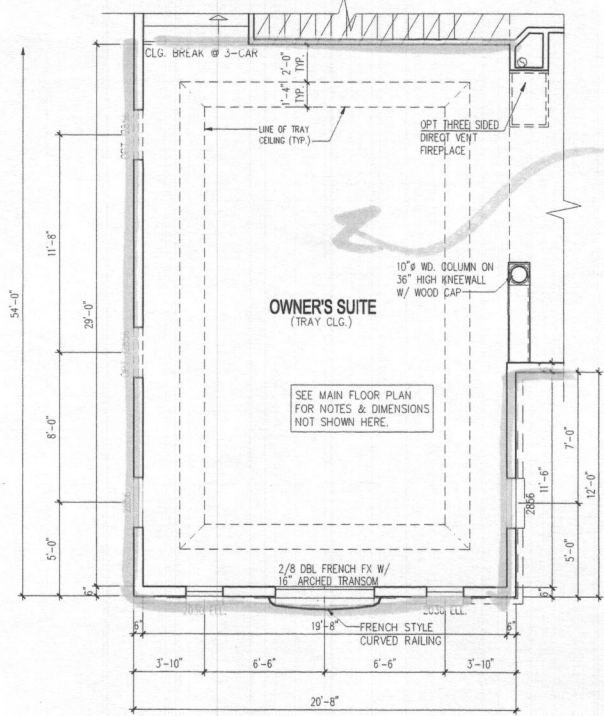 CLG. BREAK @ 3-CAR
2'-0"
TYP.
1'-4"
TYP.
LINE OF TRAY
CEILING (TYP.)
OPT THREE SIDED
DIRECT VENT
FIREPLACE
10"ø WD. COLUMN ON
36" HIGH KNEEWALL
W/ WOOD CAP
OWNER'S SUITE
(TRAY CLG.)
SEE MAIN FLOOR PLAN
FOR NOTES & DIMENSIONS
NOT SHOWN HERE.
54'-0"
29'-0"
11'-8"
8'-0"
5'-0"
6"
2856
11'-6"
7'-0"
12'-0"
5'-0"
6"
2/8 DBL FRENCH FX W/
16" ARCHED TRANSOM
FRENCH STYLE
CURVED RAILING
6"
19'-8"
6"
3'-10"
6'-6"
6'-6"
3'-10"
20'-8"